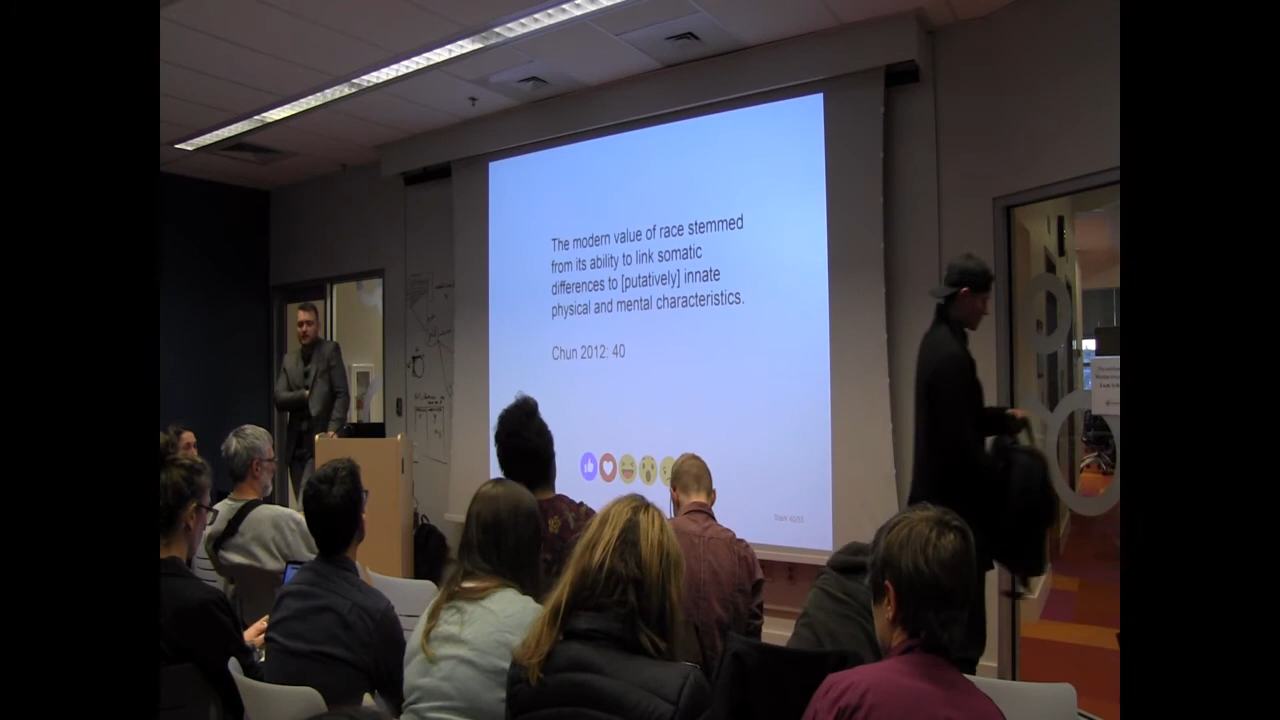 The modern value of race stemmed
from its ability to link somatic
differences to [putatively] innate
physical and mental characteristics.
Chun 2012: 40